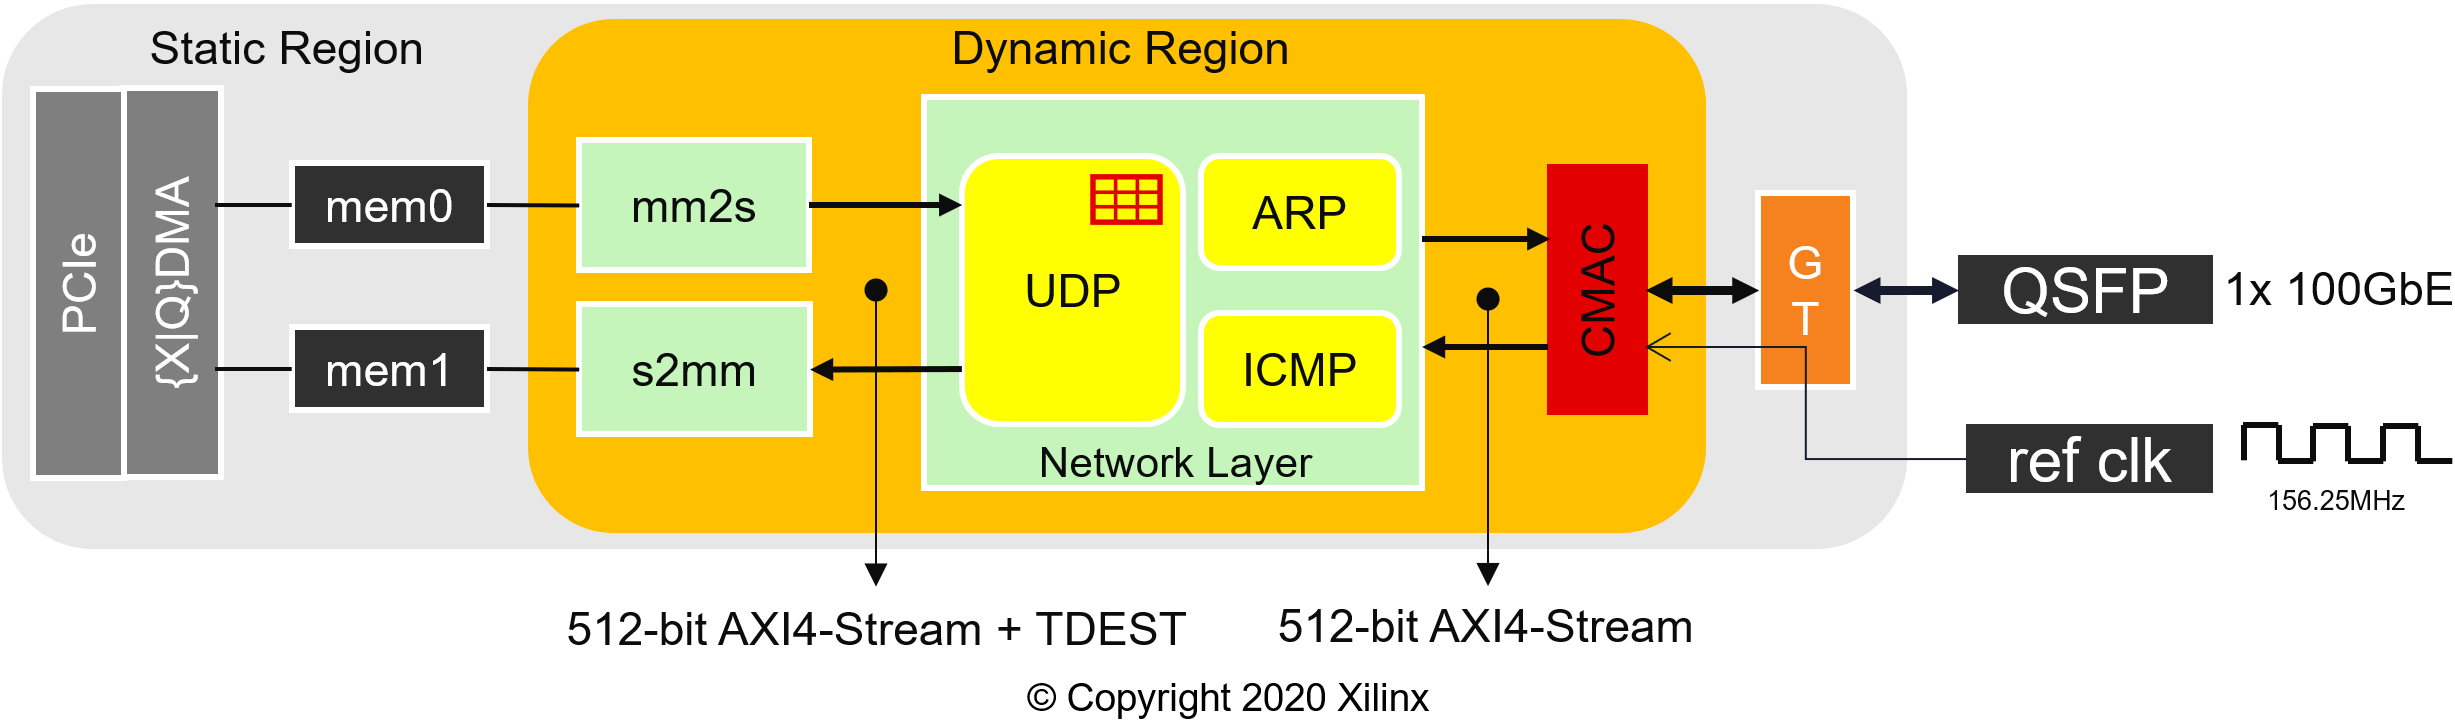 Static Region
Dynamic Region
PCIe
{X|Q}DMA
mem0
mem1
mm2s
s2mm
UDP
ARP
ICMP
Network Layer
CMAC
G
T
QSFP
1x 100GbE
ref clk
156.25MHz
512-bit AXI4-Stream + TDEST
512-bit AXI4-Stream
© Copyright 2020 Xilinx